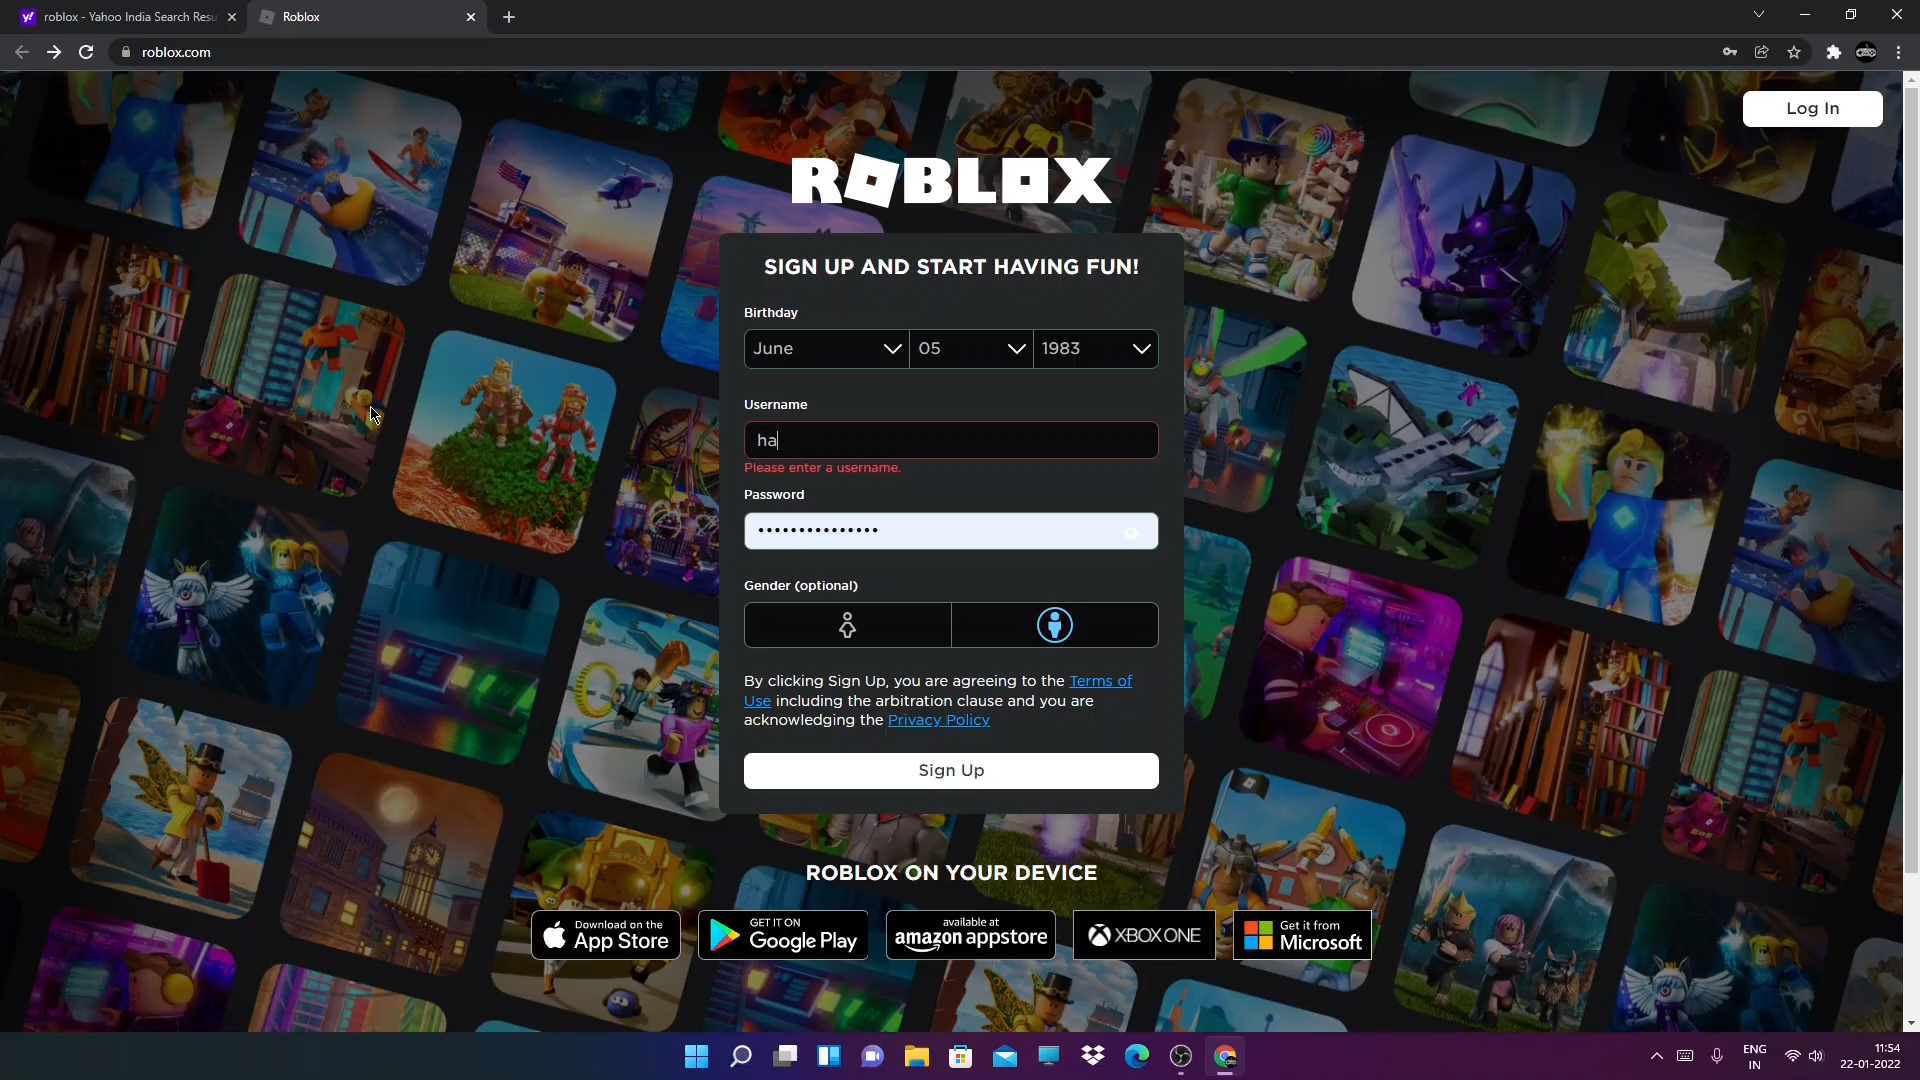 roblox - Yahoo India Search Resu
Roblox
roblox.com
Log In
ROBLOX
SIGN UP AND START HAVING FUN!
Birthday
June 05 1983
Username
ha
Please enter a username.
Password
•••••••••••••••
Gender (optional)
By clicking Sign Up, you are agreeing to the Terms of
Use including the arbitration clause and you are
acknowledging the Privacy Policy
Sign Up
ROBLOX ON YOUR DEVICE
Download on the
App Store
GET IT ON
Google Play
available at
amazon appstore
XBOX ONE
Get it from
Microsoft
ENG
IN
11:54
22-01-2022